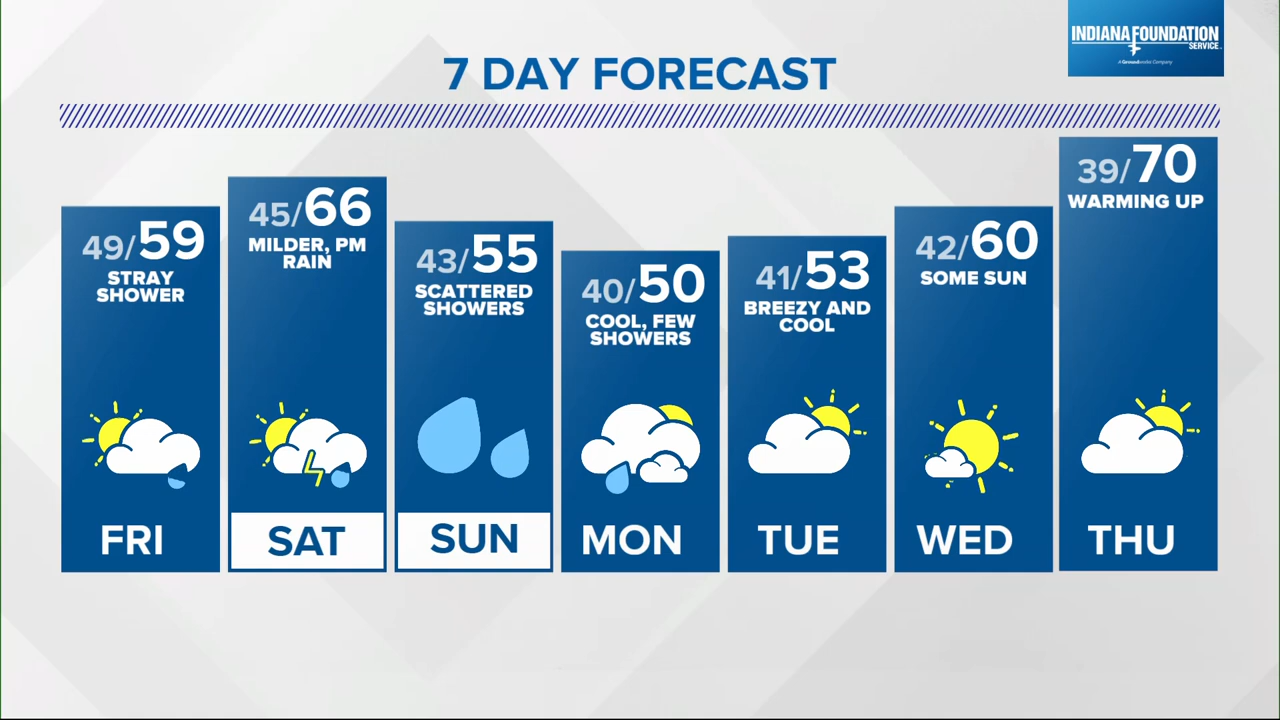 INDIANA FOUNDATION
SERVICE
A Groundworks Company
7 DAY FORECAST
49/59
STRAY
SHOWER
FRI
45/66
MILDER, PM
RAIN
SAT
43/55
SCATTERED
SHOWERS
SUN
40/50
COOL, FEW
SHOWERS
MON
41/53
BREEZY AND
COOL
TUE
42/60
SOME SUN
WED
39/70
WARMING UP
THU